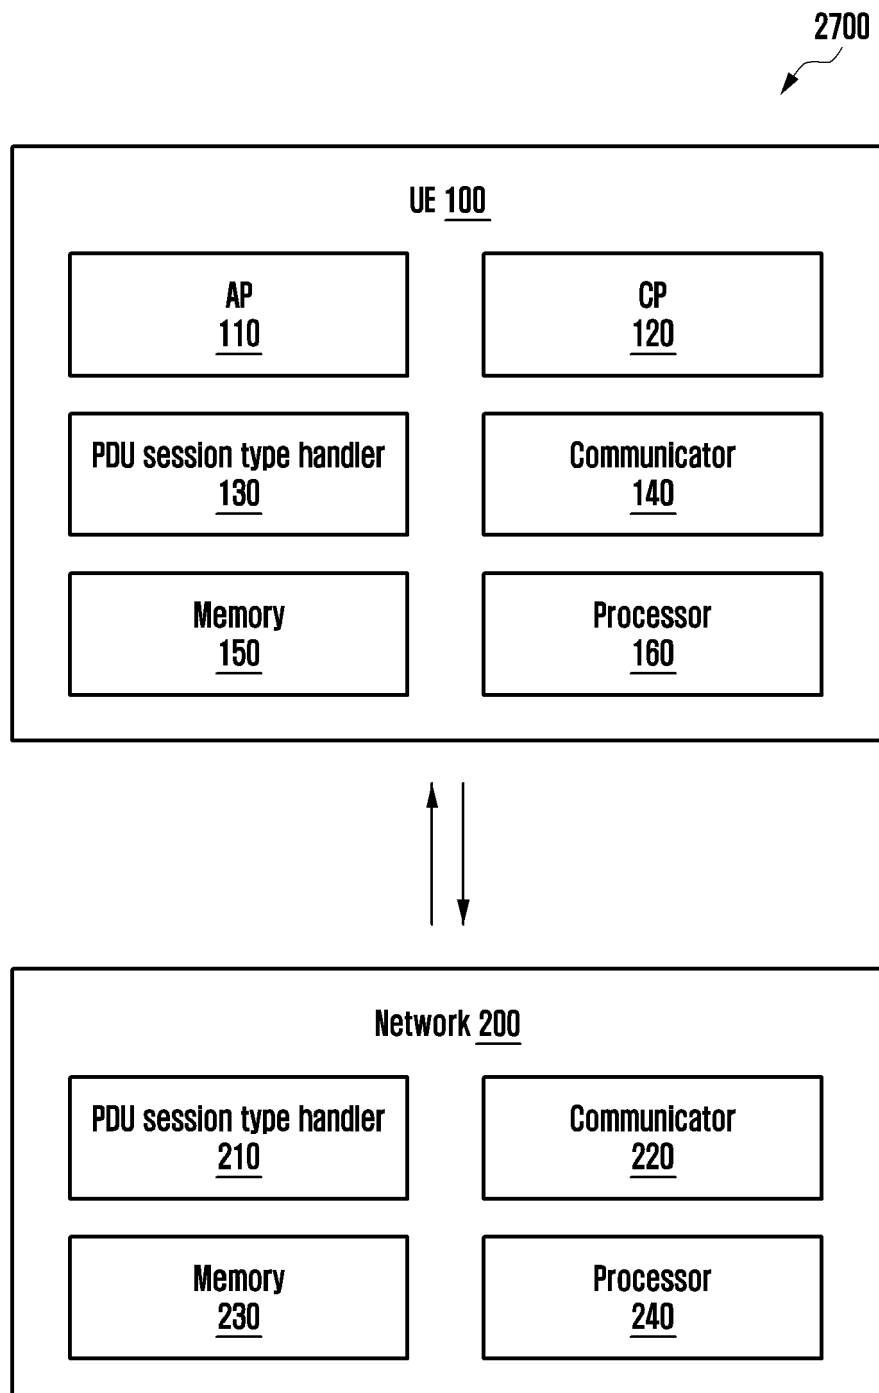 2700
UE 100
AP
110
CP
120
PDU session type handler
130
Communicator
140
Memory
150
Processor
160
Network 200
PDU session type handler
210
Communicator
220
Memory
230
Processor
240